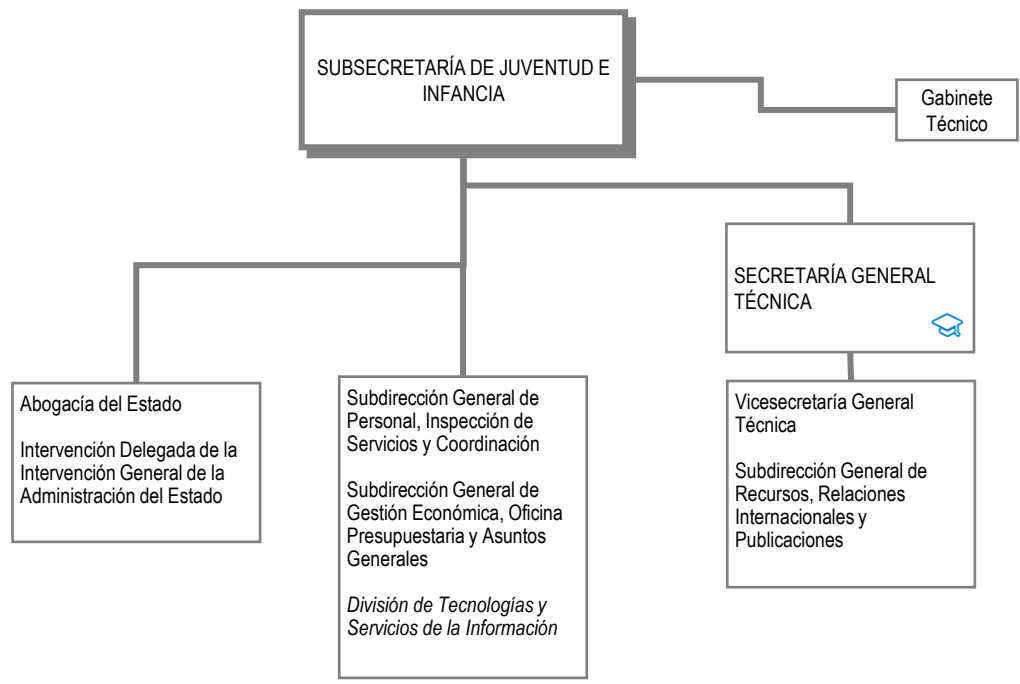 SUBSECRETARÍA DE JUVENTUD E
INFANCIA
Gabinete
Técnico
SECRETARÍA GENERAL
TÉCNICA
Abogacía del Estado
Intervención Delegada de la
Intervención General de la
Administración del Estado
Subdirección General de
Personal, Inspección de
Servicios y Coordinación
Subdirección General de
Gestión Económica, Oficina
Presupuestaria y Asuntos
Generales
División de Tecnologías y
Servicios de la Información
Vicesecretaría General
Técnica
Subdirección General de
Recursos, Relaciones
Internacionales y
Publicaciones